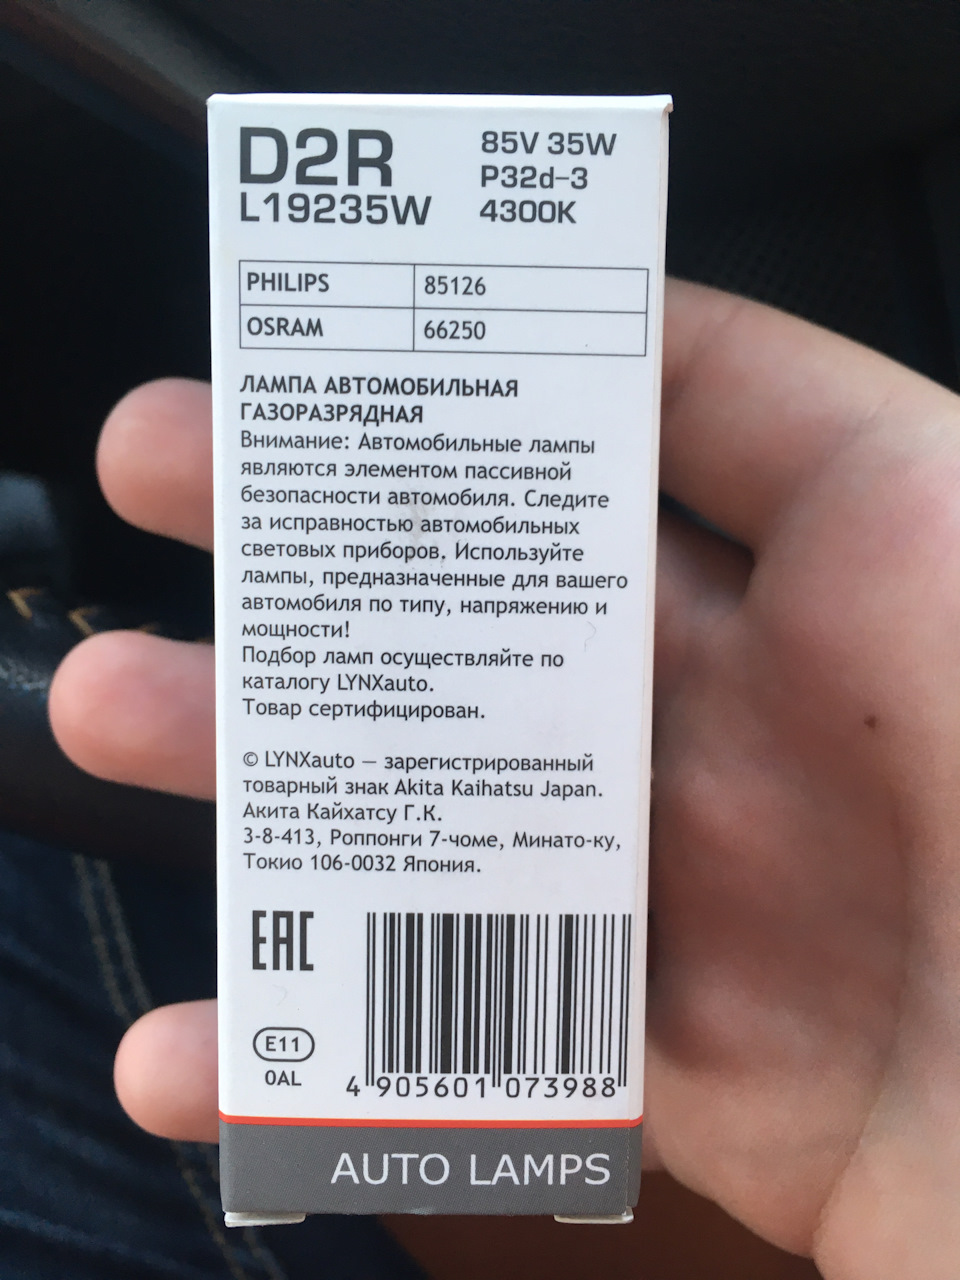 D2R
L19235W
85V 35W
P32d-3
4300K
PHILIPS 85126
OSRAM 66250
ЛАМПА АВТОМОБИЛЬНАЯ
ГАЗОРАЗРЯДНАЯ
Внимание: Автомобильные лампы
являются элементом пассивной
безопасности автомобиля. Следите
за исправностью автомобильных
световых приборов. Используйте
лампы, предназначенные для вашего
автомобиля по типу, напряжению и
мощности!
Подбор ламп осуществляйте по
каталогу LYNXauto.
Товар сертифицирован.
© LYNXauto — зарегистрированный
товарный знак Akita Kaihatsu Japan.
Акита Кайхатсу Г.К.
3-8-413, Роппонги 7-чоме, Минато-ку,
Токио 106-0032 Япония.
EAC
E11
0AL
4 905601 073988
AUTO LAMPS